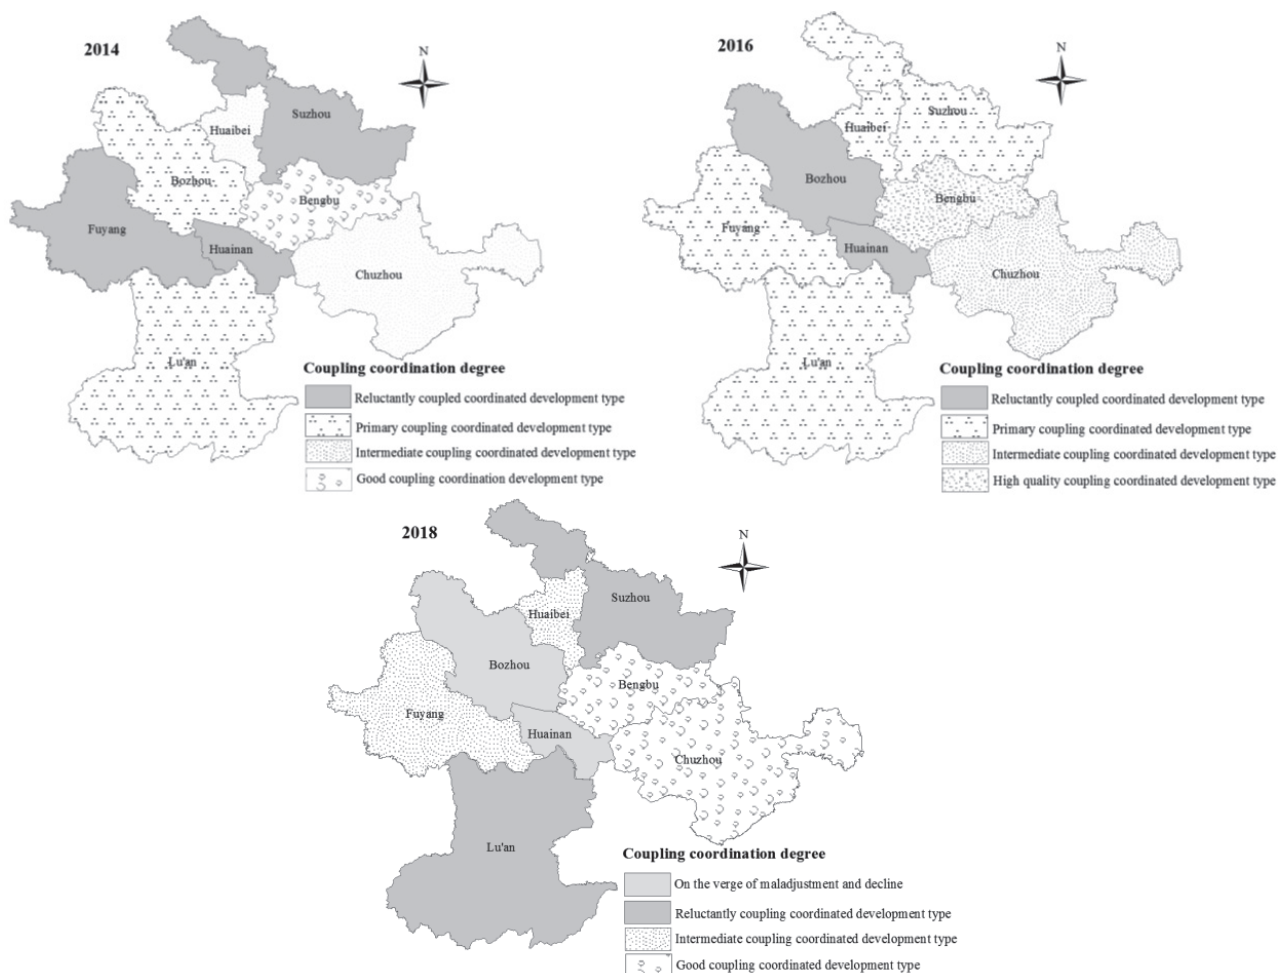 2014
N
Suzhou
Huaibei
Bozhou
Bengbu
Fuyang
Huainan
Chuzhou
Lu'an
Coupling coordination degree
Reluctantly coupled coordinated development type
Primary coupling coordinated development type
Intermediate coupling coordinated development type
Good coupling coordination development type
2016
N
Suzhou
Huaibei
Bozhou
Bengbu
Fuyang
Huainan
Chuzhou
Lu'an
Coupling coordination degree
Reluctantly coupled coordinated development type
Primary coupling coordinated development type
Intermediate coupling coordinated development type
High quality coupling coordinated development type
2018
N
Suzhou
Huaibei
Bozhou
Bengbu
Fuyang
Huainan
Chuzhou
Lu'an
Coupling coordination degree
On the verge of maladjustment and decline
Reluctantly coupling coordinated development type
Intermediate coupling coordinated development type
Good coupling coordinated development type